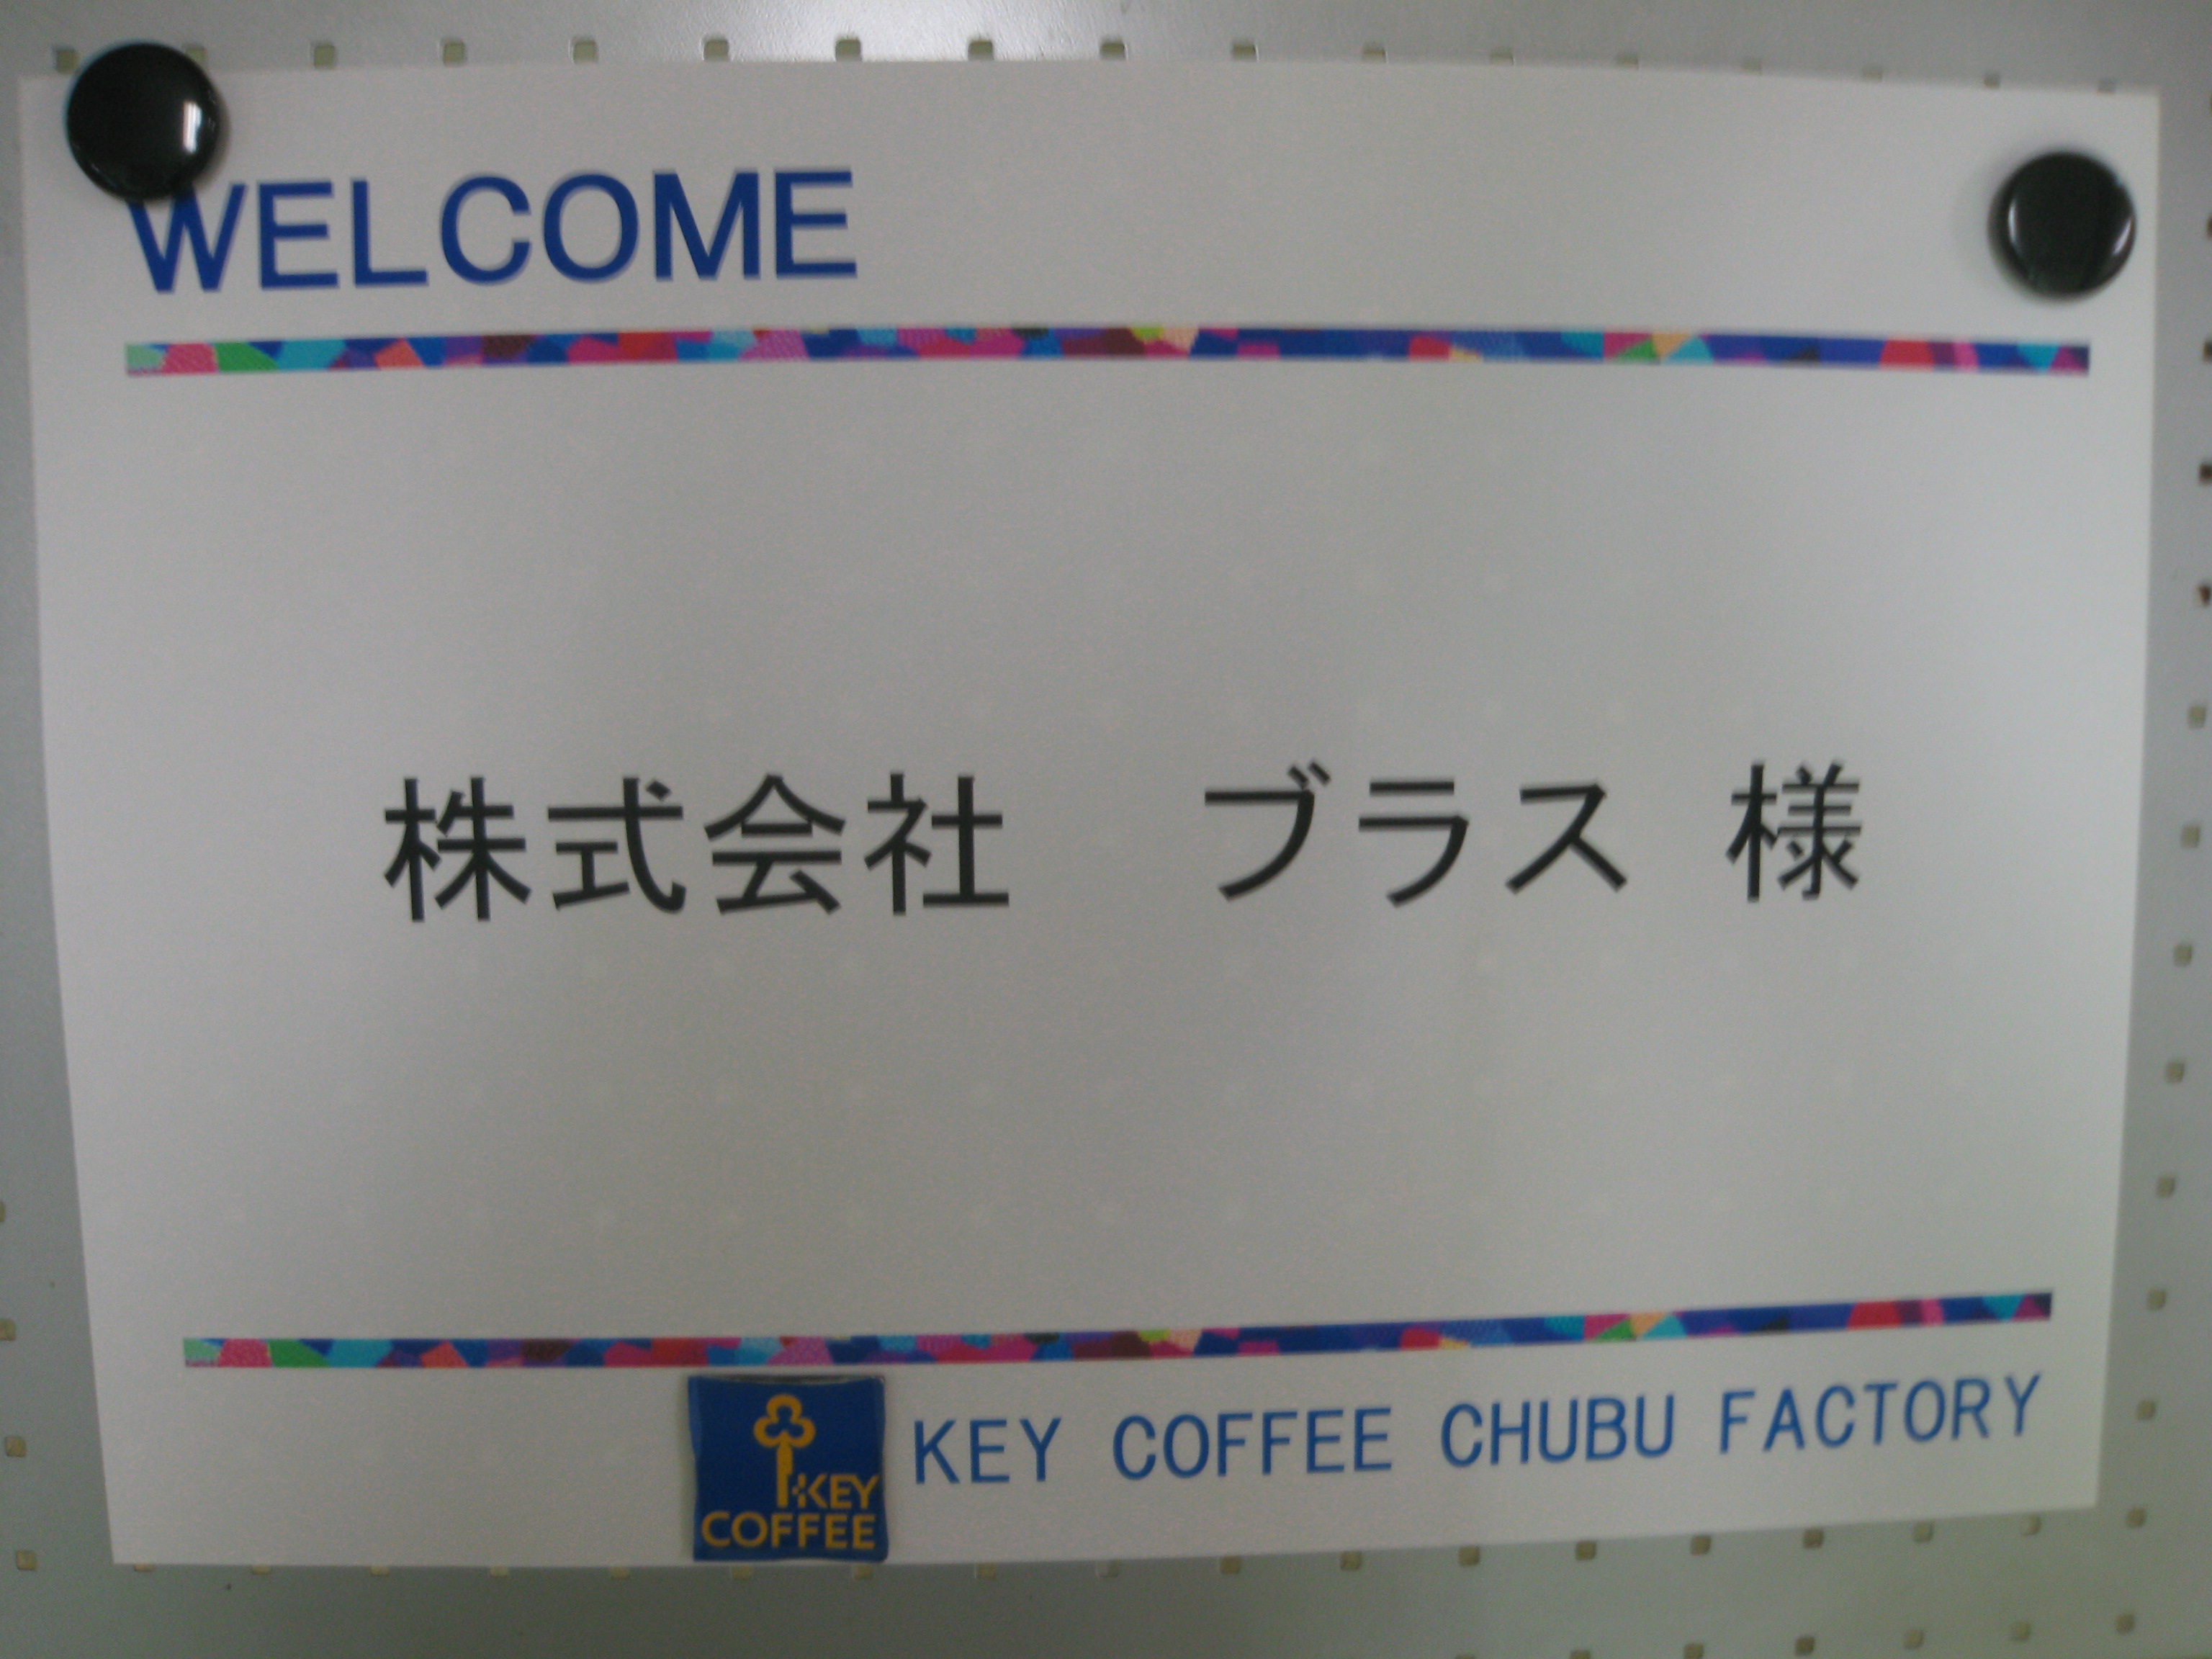 WELCOME
株式会社　ブラス 様
KEY
COFFEE
KEY COFFEE CHUBU FACTORY